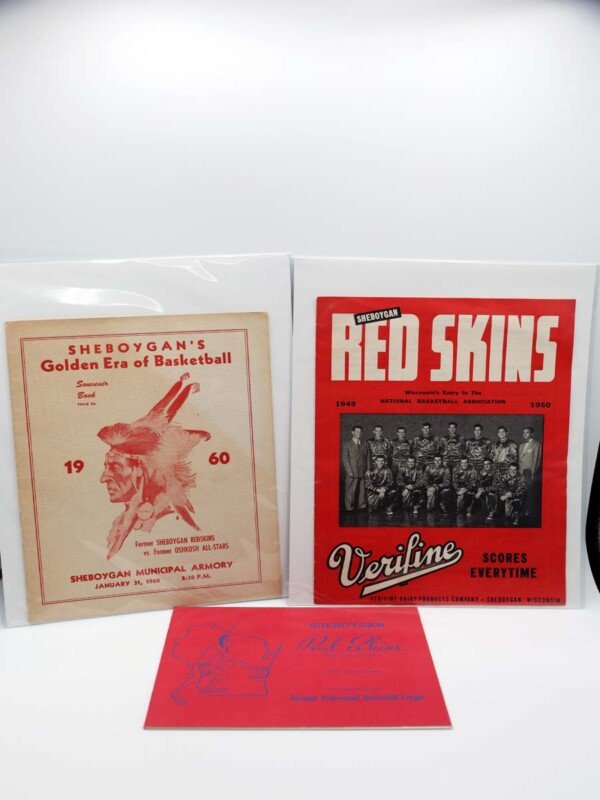 SHEBOYGAN'S
Golden Era of Basketball
Souvenir
Book
19 60
Former SHEBOYGAN REDSKINS
vs. Former OSHKOSH ALL-STARS
SHEBOYGAN MUNICIPAL ARMORY
JANUARY 31, 1960 2:30 P.M.
SHEBOYGAN
RED SKINS
Wisconsin's Entry in The
1949 NATIONAL BASKETBALL ASSOCIATION 1950
Verifine
SCORES
EVERYTIME
VERIFINE DAIRY PRODUCTS COMPANY • SHEBOYGAN, WISCONSIN
SHEBOYGAN
Red Skins
National Professional Basketball League